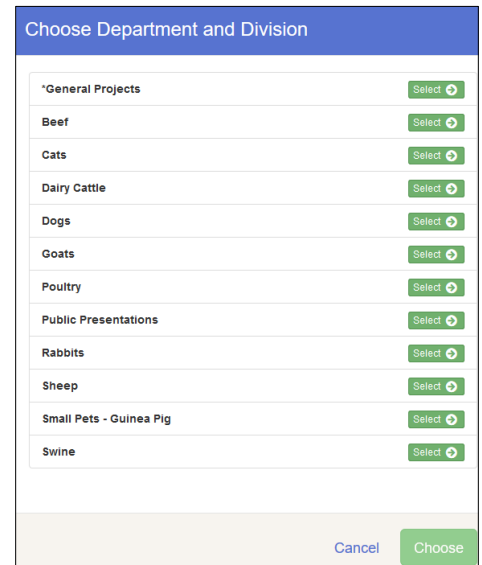 Choose Department and Division
*General Projects Select
Beef Select
Cats Select
Dairy Cattle Select
Dogs Select
Goats Select
Poultry Select
Public Presentations Select
Rabbits Select
Sheep Select
Small Pets - Guinea Pig Select
Swine Select
Cancel Choose